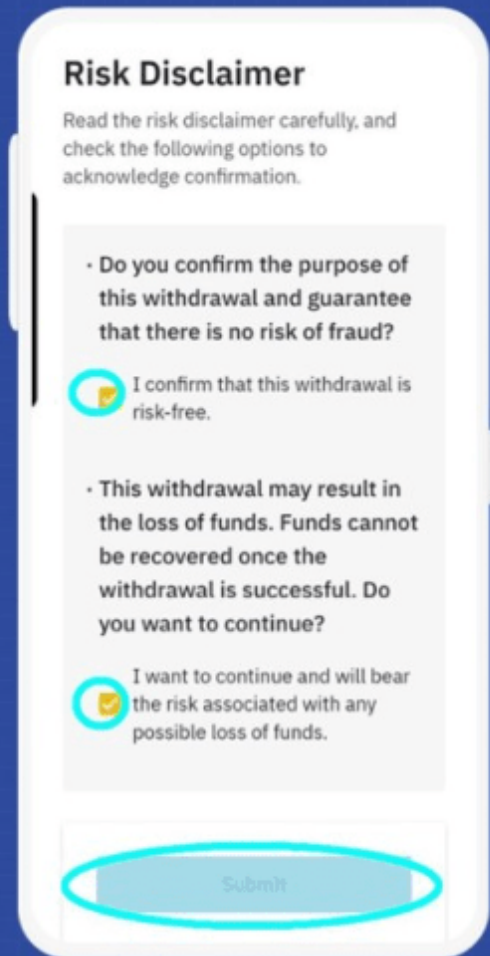 Risk Disclaimer
Read the risk disclaimer carefully, and
check the following options to
acknowledge confirmation.
· Do you confirm the purpose of
this withdrawal and guarantee
that there is no risk of fraud?
I confirm that this withdrawal is
risk-free.
· This withdrawal may result in
the loss of funds. Funds cannot
be recovered once the
withdrawal is successful. Do
you want to continue?
I want to continue and will bear
the risk associated with any
possible loss of funds.
Submit